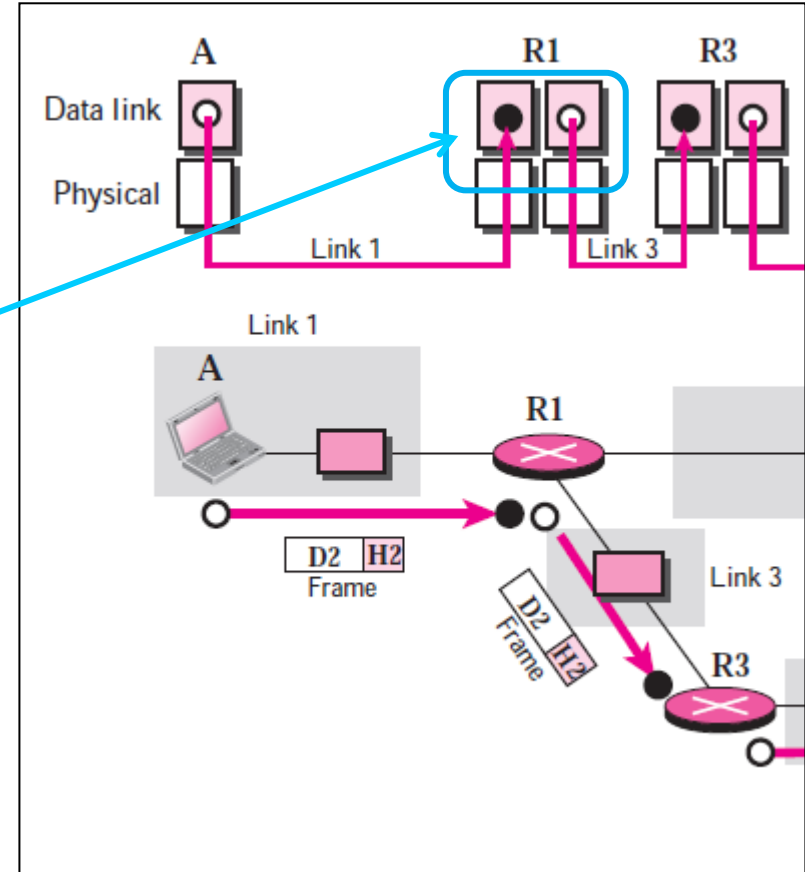 A R1 R3
Data link
Physical
Link 1 Link 3
Link 1
A
R1
D2 H2
Frame
Link 3
D2 H2
Frame
R3